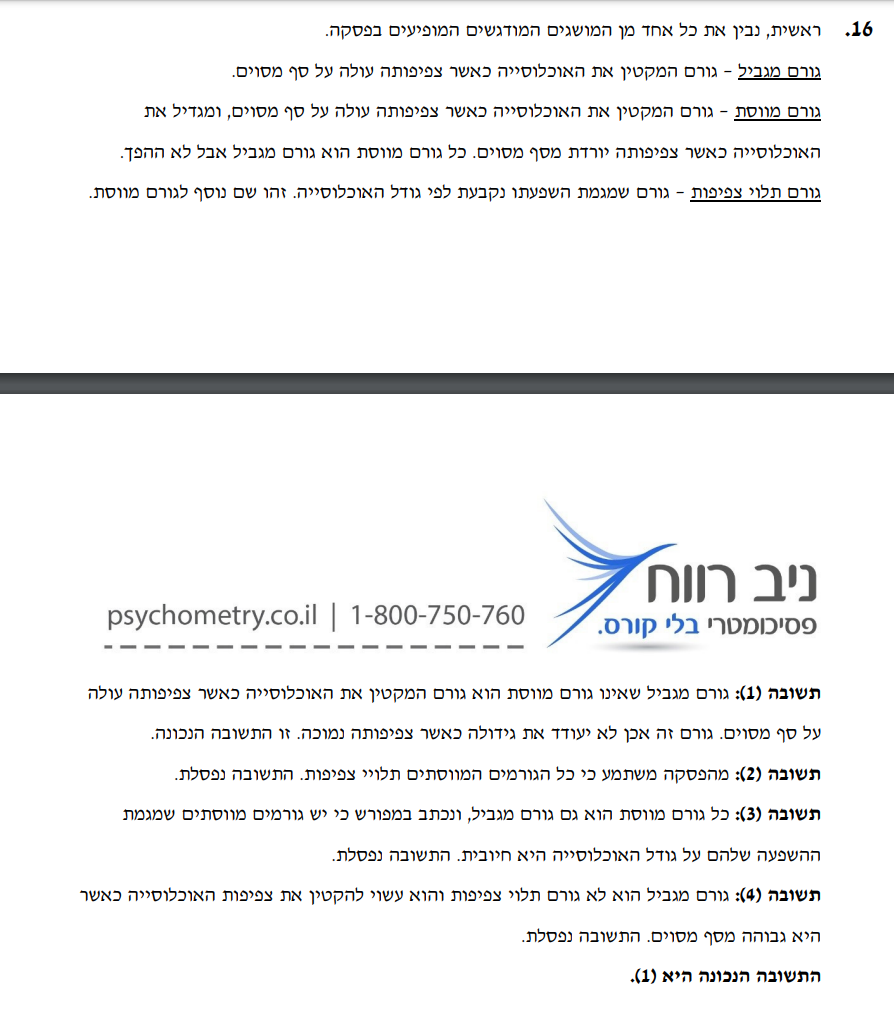 16. ראשית, נבין את כל אחד מן המושגים המודגשים המופיעים בפסקה.
גורם מגביל – גורם המקטין את האוכלוסייה כאשר צפיפותה עולה על סף מסוים.
גורם מווסת – גורם המקטין את האוכלוסייה כאשר צפיפותה עולה על סף מסוים, ומגדיל את
האוכלוסייה כאשר צפיפותה יורדת מסף מסוים. כל גורם מווסת הוא גורם מגביל אבל לא ההפך.
גורם תלוי צפיפות – גורם שמגמת השפעתו נקבעת לפי גודל האוכלוסייה. זהו שם נוסף לגורם מווסת.
ניב רווח
פסיכומטרי בלי קורס.
psychometry.co.il | 1-800-750-760
תשובה (1): גורם מגביל שאינו גורם מווסת הוא גורם המקטין את האוכלוסייה כאשר צפיפותה עולה
על סף מסוים. גורם זה אכן לא יעודד את גידולה כאשר צפיפותה נמוכה. זו התשובה הנכונה.
תשובה (2): מהפסקה משתמע כי כל הגורמים המווסתים תלויי צפיפות. התשובה נפסלת.
תשובה (3): כל גורם מווסת הוא גם גורם מגביל, ונכתב במפורש כי יש גורמים מווסתים שמגמת
ההשפעה שלהם על גודל האוכלוסייה היא חיובית. התשובה נפסלת.
תשובה (4): גורם מגביל הוא לא גורם תלוי צפיפות והוא עשוי להקטין את צפיפות האוכלוסייה כאשר
היא גבוהה מסף מסוים. התשובה נפסלת.
התשובה הנכונה היא (1).